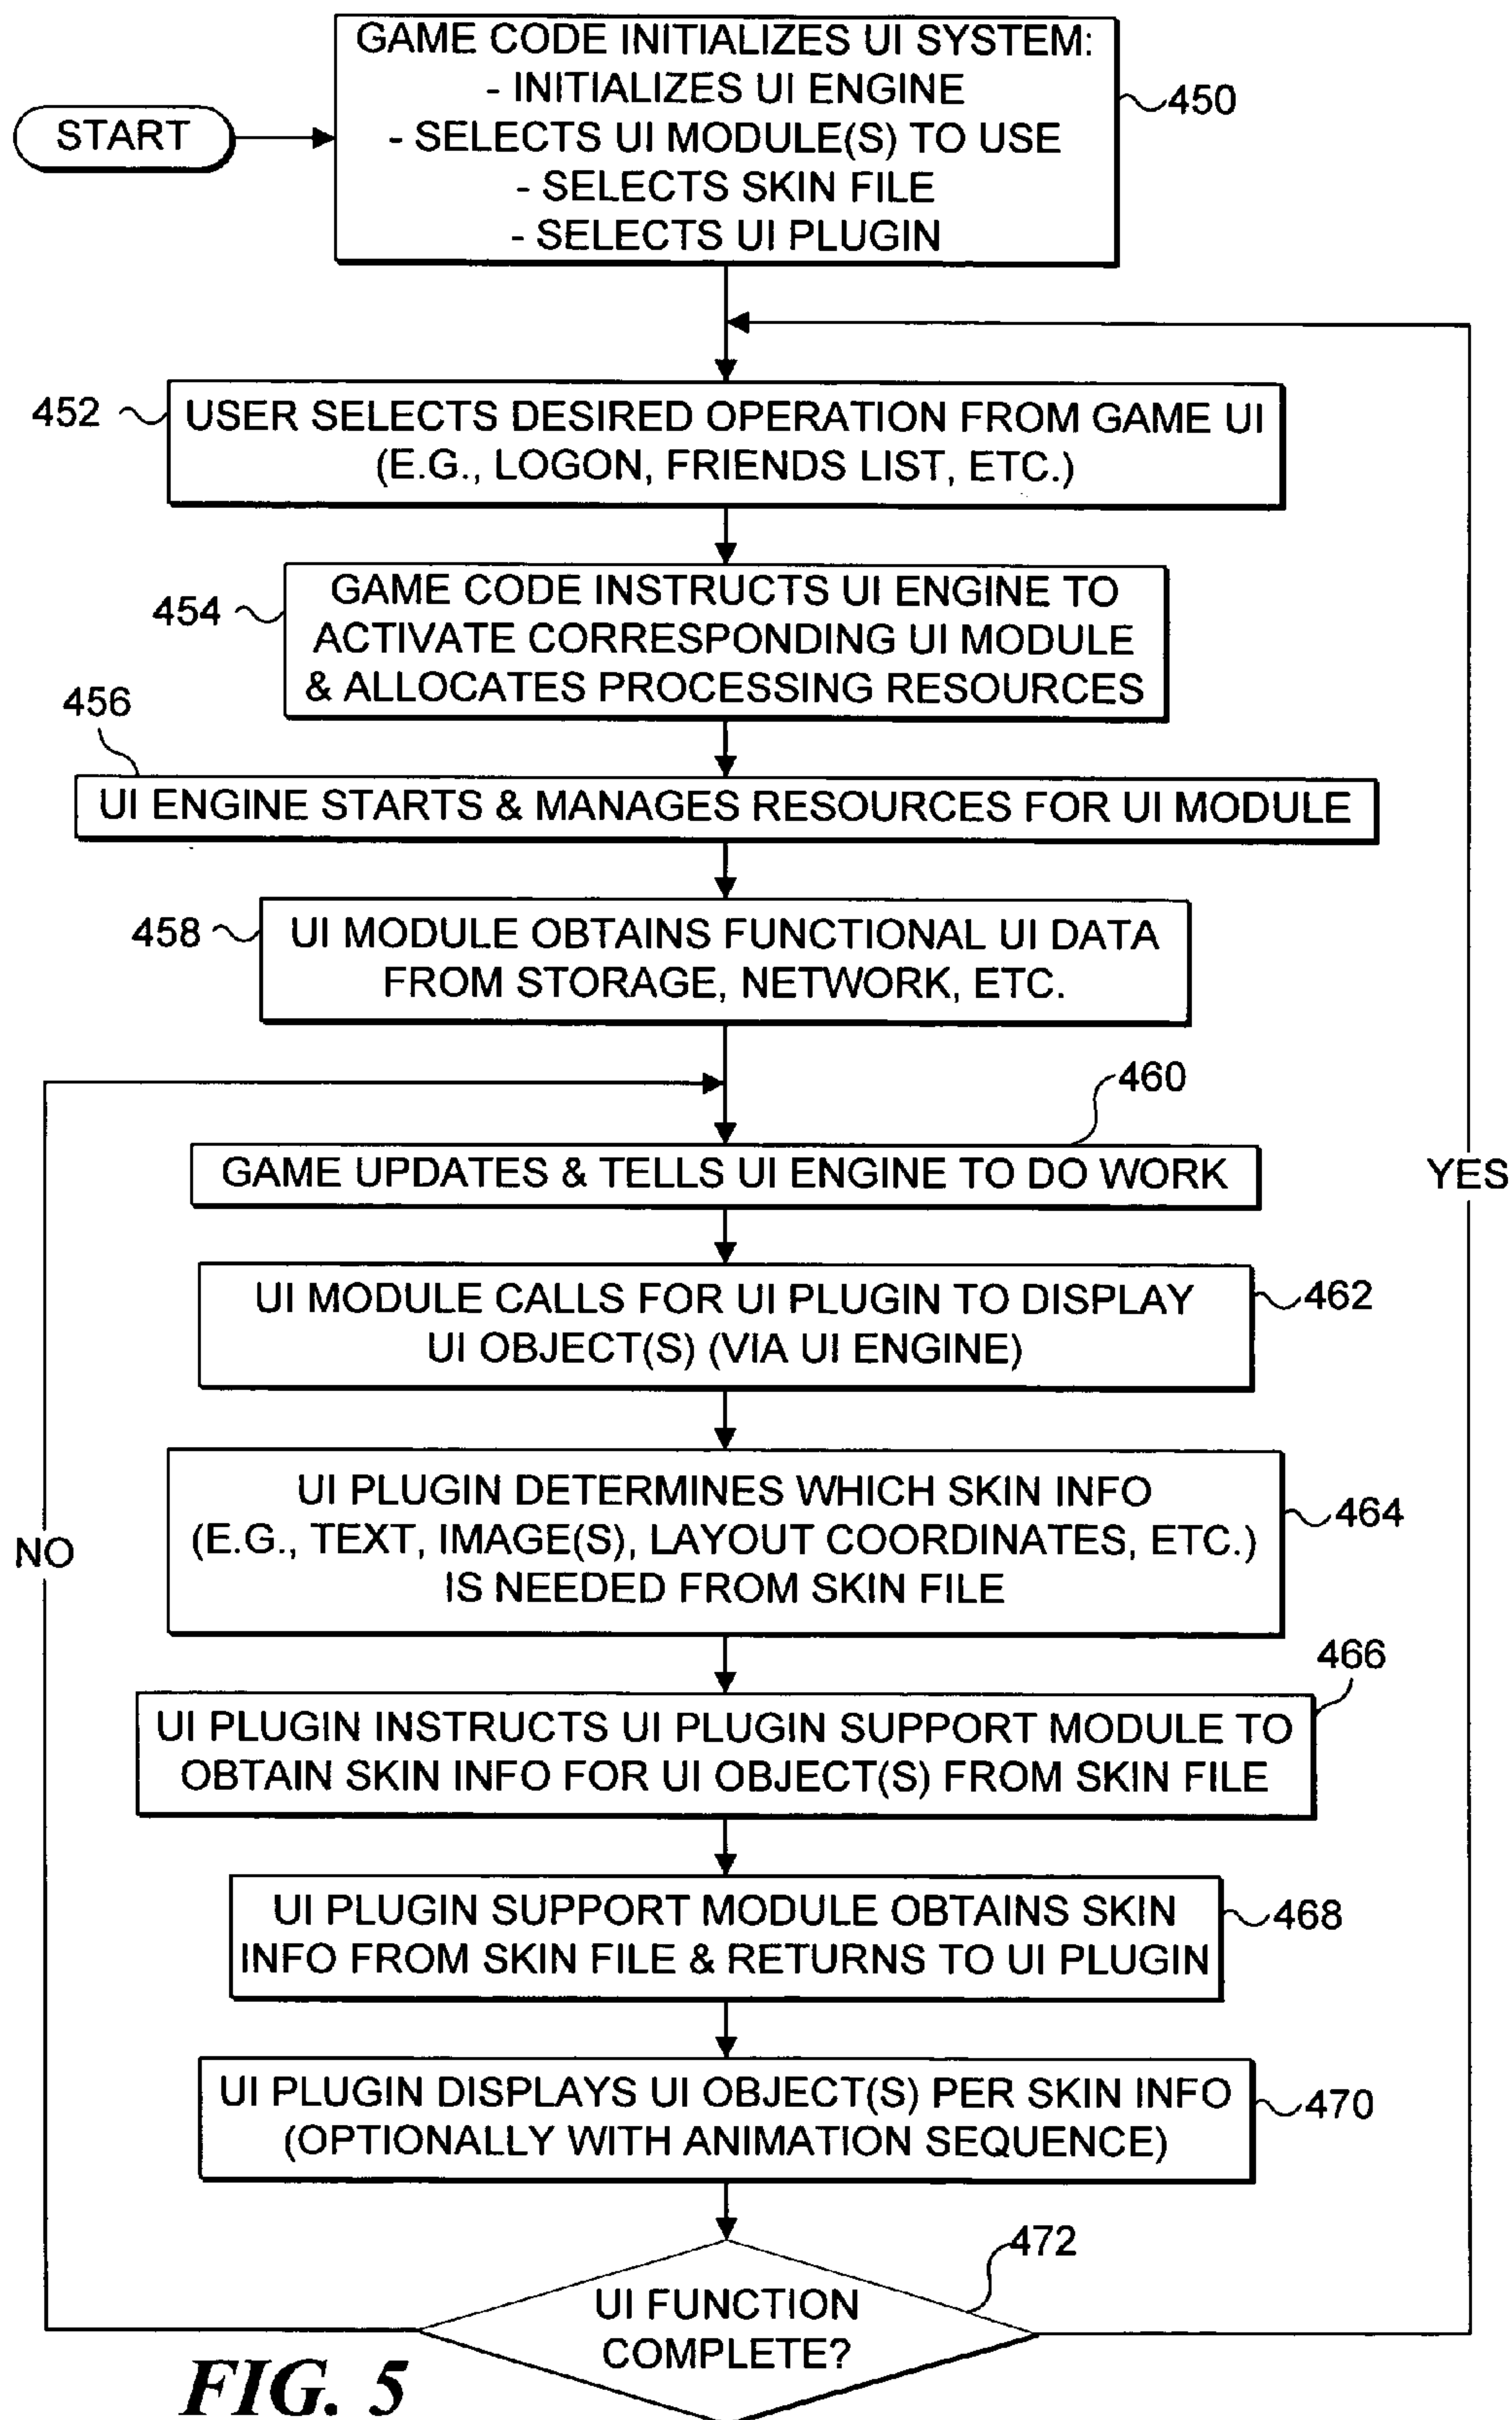 GAME CODE INITIALIZES UI SYSTEM:
- INITIALIZES UI ENGINE
- SELECTS UI MODULE(S) TO USE
- SELECTS SKIN FILE
- SELECTS UI PLUGIN
450
START
452
USER SELECTS DESIRED OPERATION FROM GAME UI
(E.G., LOGON, FRIENDS LIST, ETC.)
454
GAME CODE INSTRUCTS UI ENGINE TO
ACTIVATE CORRESPONDING UI MODULE
& ALLOCATES PROCESSING RESOURCES
456
UI ENGINE STARTS & MANAGES RESOURCES FOR UI MODULE
458
UI MODULE OBTAINS FUNCTIONAL UI DATA
FROM STORAGE, NETWORK, ETC.
460
GAME UPDATES & TELLS UI ENGINE TO DO WORK
YES
UI MODULE CALLS FOR UI PLUGIN TO DISPLAY
UI OBJECT(S) (VIA UI ENGINE)
462
UI PLUGIN DETERMINES WHICH SKIN INFO
(E.G., TEXT, IMAGE(S), LAYOUT COORDINATES, ETC.)
IS NEEDED FROM SKIN FILE
464
NO
466
UI PLUGIN INSTRUCTS UI PLUGIN SUPPORT MODULE TO
OBTAIN SKIN INFO FOR UI OBJECT(S) FROM SKIN FILE
UI PLUGIN SUPPORT MODULE OBTAINS SKIN
INFO FROM SKIN FILE & RETURNS TO UI PLUGIN
468
UI PLUGIN DISPLAYS UI OBJECT(S) PER SKIN INFO
(OPTIONALLY WITH ANIMATION SEQUENCE)
470
472
UI FUNCTION
COMPLETE?
FIG. 5